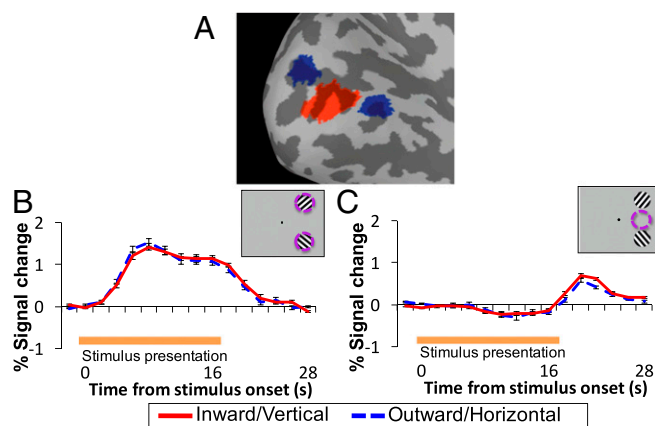 A
B
C
% Signal change
2
1
0
-1
Stimulus presentation
0
16
28
Time from stimulus onset (s)
% Signal change
2
1
0
-1
Stimulus presentation
0
16
28
Time from stimulus onset (s)
Inward/Vertical Outward/Horizontal